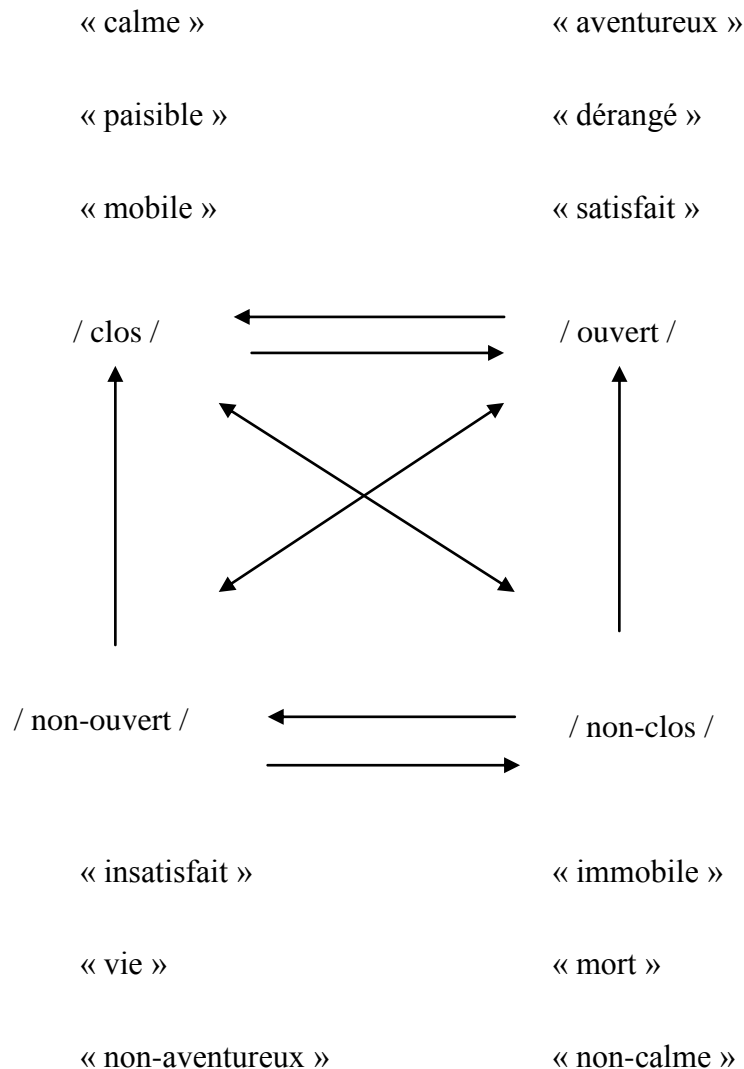 « calme » « aventureux »
« paisible » « dérangé »
« mobile » « satisfait »
/ clos / / ouvert /
/ non-ouvert / / non-clos /
« insatisfait » « immobile »
« vie » « mort »
« non-aventureux » « non-calme »